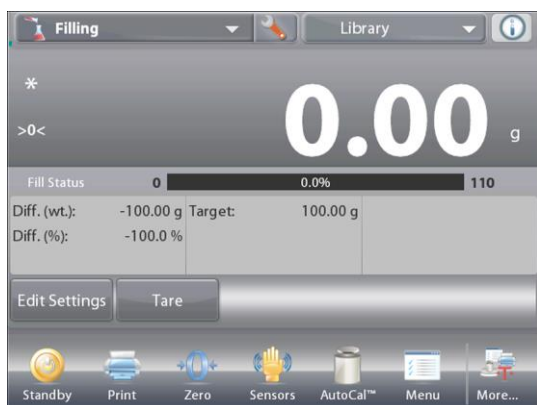 Filling Library
*
>0<
0.00 g
Fill Status 0 0.0% 110
Diff. (wt.): -100.00 g Target: 100.00 g
Diff. (%): -100.0 %
Edit Settings Tare
Standby Print Zero Sensors AutoCal™ Menu More...